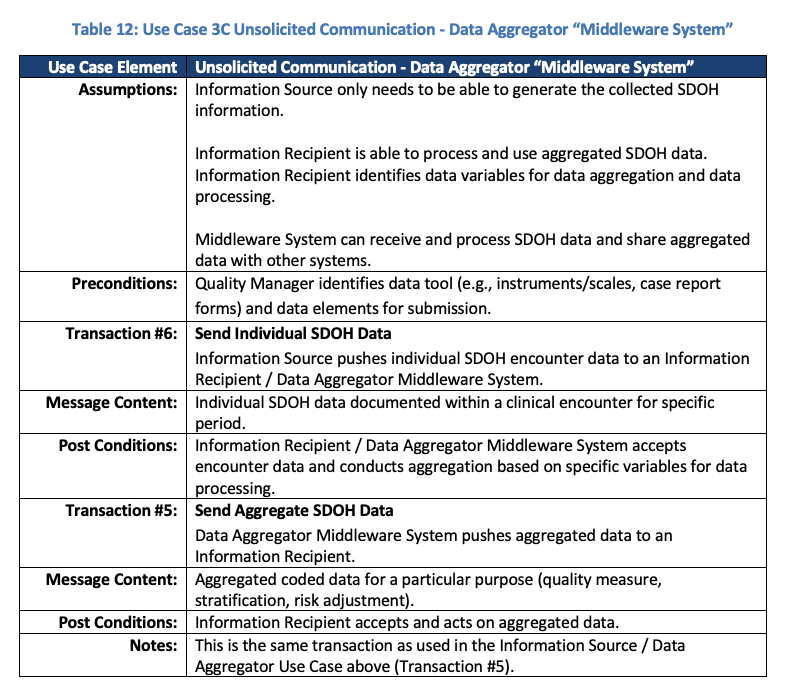 Table 12: Use Case 3C Unsolicited Communication - Data Aggregator “Middleware System”
Use Case Element Unsolicited Communication - Data Aggregator “Middleware System”
Assumptions: Information Source only needs to be able to generate the collected SDOH
information.
Information Recipient is able to process and use aggregated SDOH data.
Information Recipient identifies data variables for data aggregation and data
processing.
Middleware System can receive and process SDOH data and share aggregated
data with other systems.
Preconditions: Quality Manager identifies data tool (e.g., instruments/scales, case report
forms) and data elements for submission.
Transaction #6: Send Individual SDOH Data
Information Source pushes individual SDOH encounter data to an Information
Recipient / Data Aggregator Middleware System.
Message Content: Individual SDOH data documented within a clinical encounter for specific
period.
Post Conditions: Information Recipient / Data Aggregator Middleware System accepts
encounter data and conducts aggregation based on specific variables for data
processing.
Transaction #5: Send Aggregate SDOH Data
Data Aggregator Middleware System pushes aggregated data to an
Information Recipient.
Message Content: Aggregated coded data for a particular purpose (quality measure,
stratification, risk adjustment).
Post Conditions: Information Recipient accepts and acts on aggregated data.
Notes: This is the same transaction as used in the Information Source / Data
Aggregator Use Case above (Transaction #5).